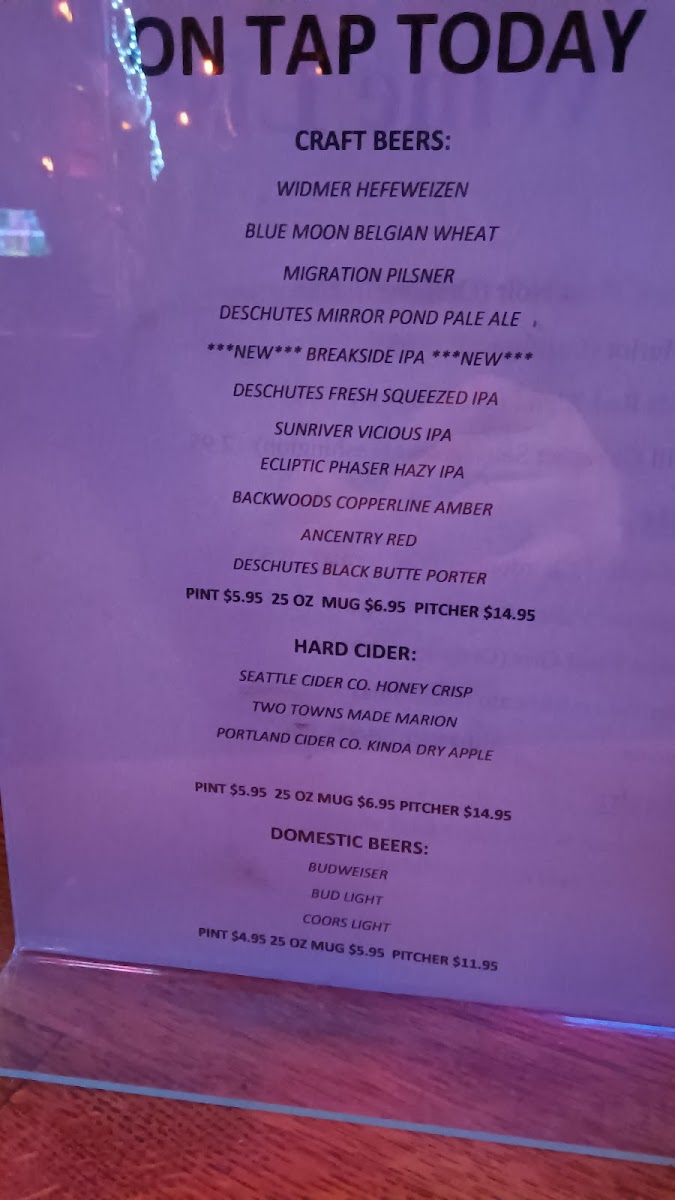 ON TAP TODAY
CRAFT BEERS:
WIDMER HEFEWEIZEN
BLUE MOON BELGIAN WHEAT
MIGRATION PILSNER
DESCHUTES MIRROR POND PALE ALE
***NEW*** BREAKSIDE IPA ***NEW***
DESCHUTES FRESH SQUEEZED IPA
SUNRIVER VICIOUS IPA
ECLIPTIC PHASER HAZY IPA
BACKWOODS COPPERLINE AMBER
ANCENTRY RED
DESCHUTES BLACK BUTTE PORTER
PINT $5.95 25 OZ MUG $6.95 PITCHER $14.95
HARD CIDER:
SEATTLE CIDER CO. HONEY CRISP
TWO TOWNS MADE MARION
PORTLAND CIDER CO. KINDA DRY APPLE
PINT $5.95 25 OZ MUG $6.95 PITCHER $14.95
DOMESTIC BEERS:
BUDWEISER
BUD LIGHT
COORS LIGHT
PINT $4.95 25 OZ MUG $5.95 PITCHER $11.95